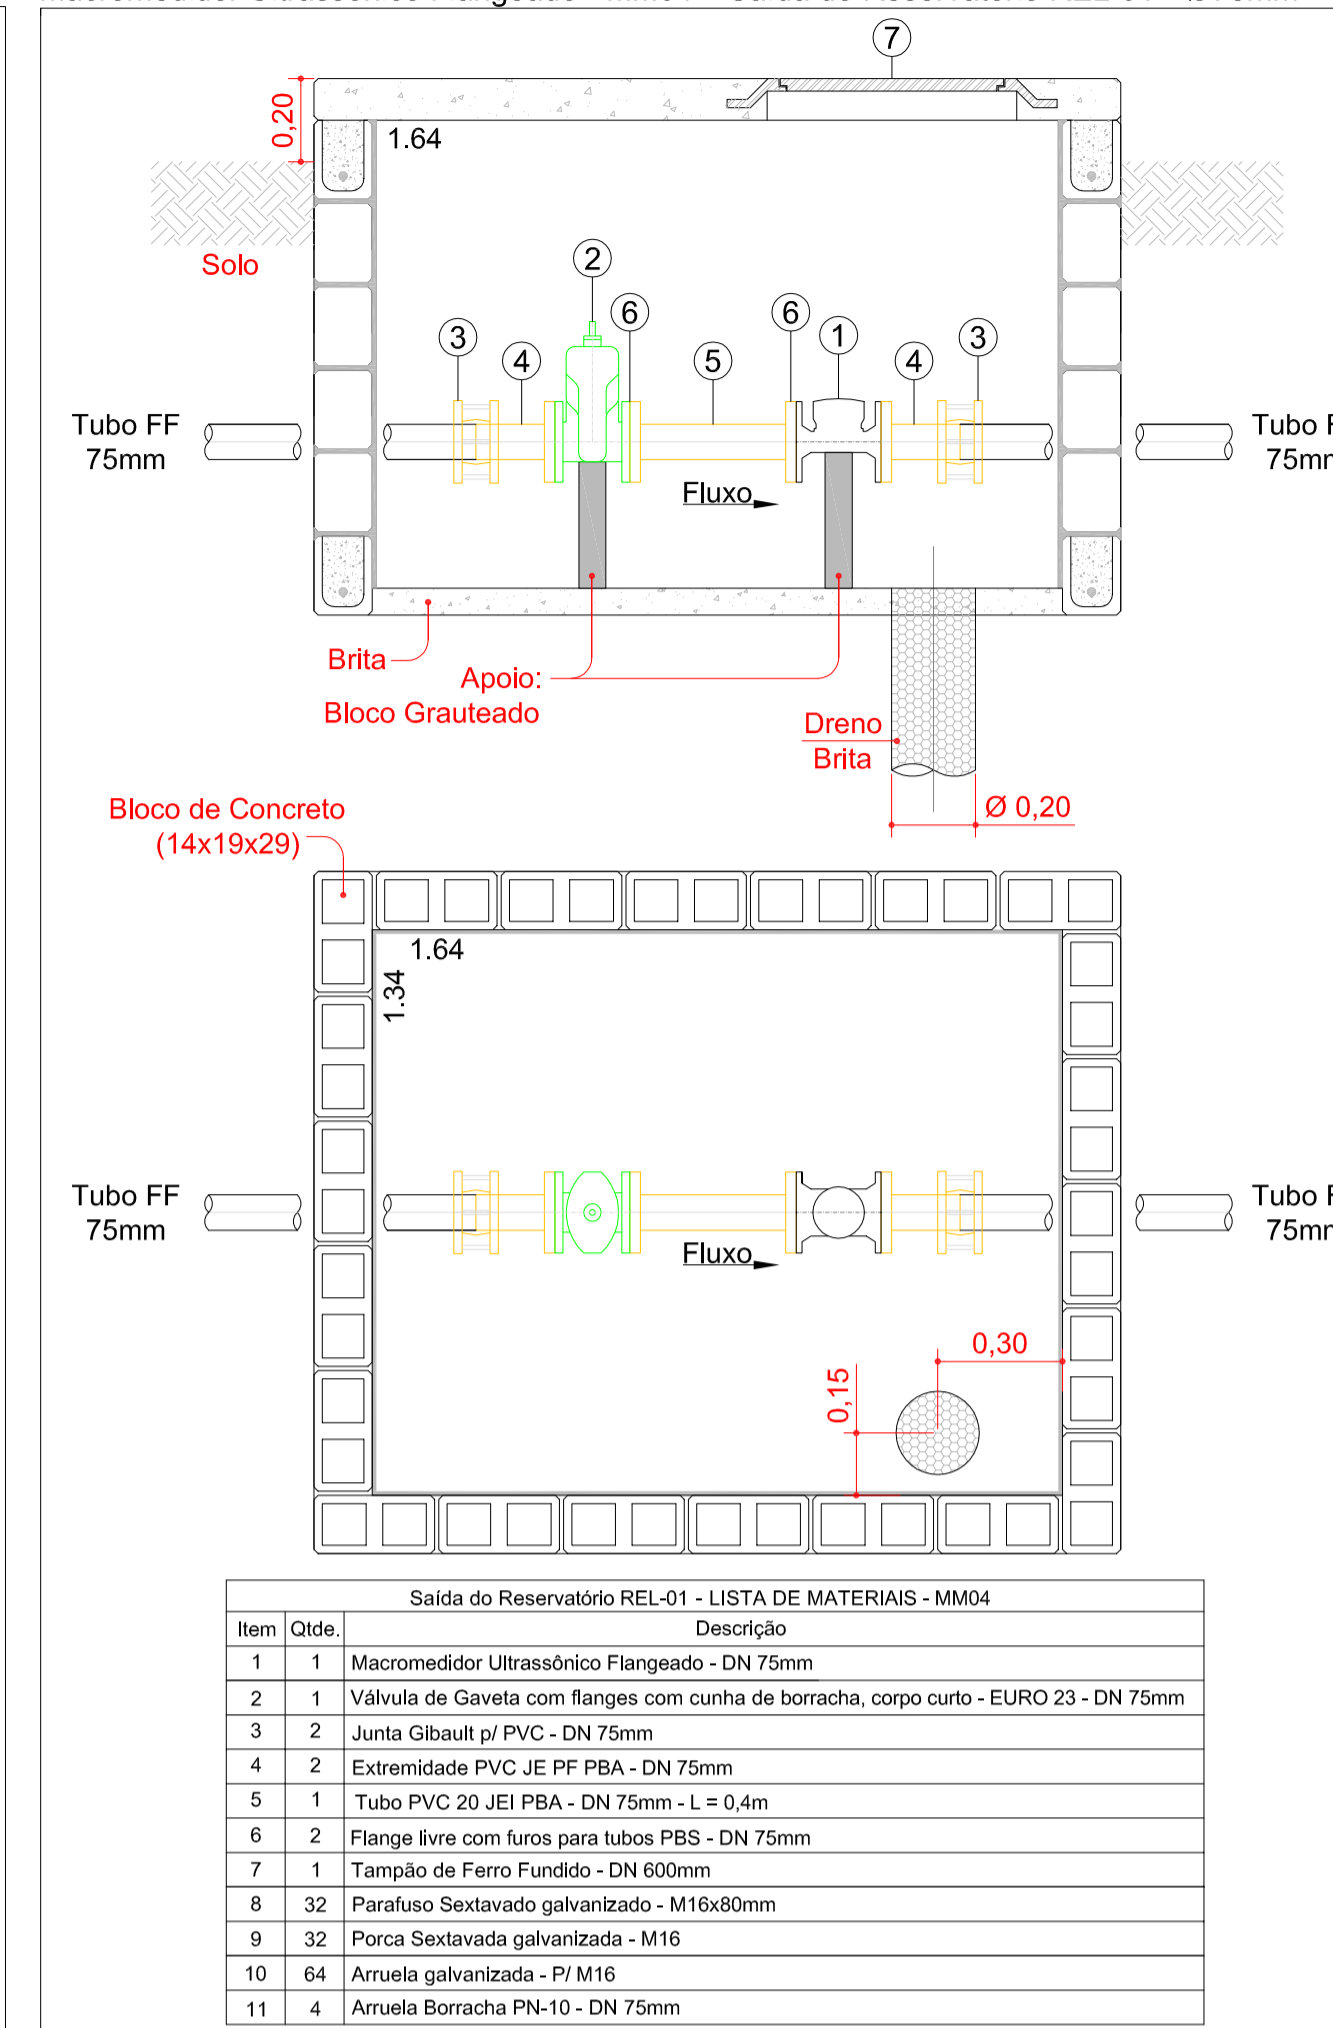 7
0,20
1.64
Solo
2
6
6
1
3
4
5
4
3
Tubo FF
75mm
Fluxo
Brita
Apoio:
Bloco Grauteado
Dreno
Brita
Ø 0,20
Bloco de Concreto
(14x19x29)
1.64
1.34
Tubo FF
75mm
Fluxo
0,30
0,15
Saída do Reservatório REL-01 - LISTA DE MATERIAIS - MM04
Item Qtde. Descrição
1 1 Macromedidor Ultrassônico Flangeado - DN 75mm
2 1 Válvula de Gaveta com flanges com cunha de borracha, corpo curto - EURO 23 - DN 75mm
3 2 Junta Gibault p/ PVC - DN 75mm
4 2 Extremidade PVC JE PF PBA - DN 75mm
5 1 Tubo PVC 20 JEI PBA - DN 75mm - L = 0,4m
6 2 Flange livre com furos para tubos PBS - DN 75mm
7 1 Tampão de Ferro Fundido - DN 600mm
8 32 Parafuso Sextavado galvanizado - M16x80mm
9 32 Porca Sextavada galvanizada - M16
10 64 Arruela galvanizada - P/ M16
11 4 Arruela Borracha PN-10 - DN 75mm